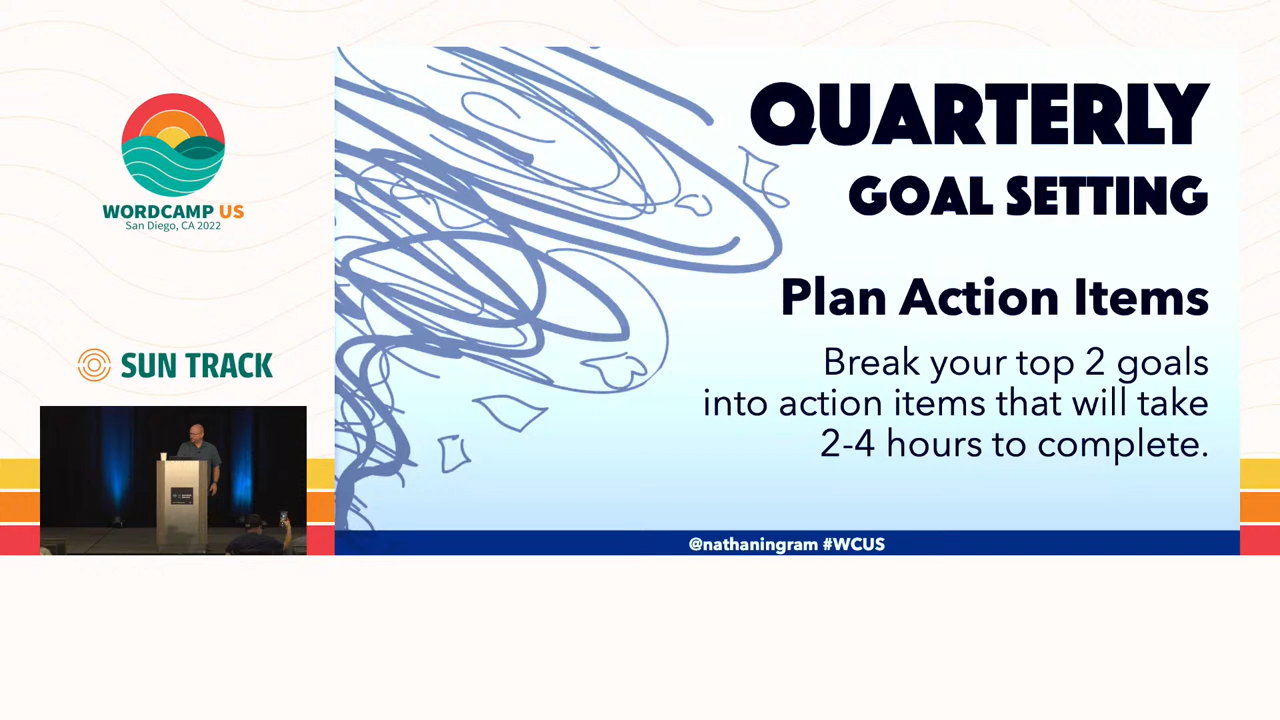 WORDCAMP US
San Diego, CA 2022
SUN TRACK
QUARTERLY
GOAL SETTING
Plan Action Items
Break your top 2 goals
into action items that will take
2-4 hours to complete.
@nathaningram #WCUS